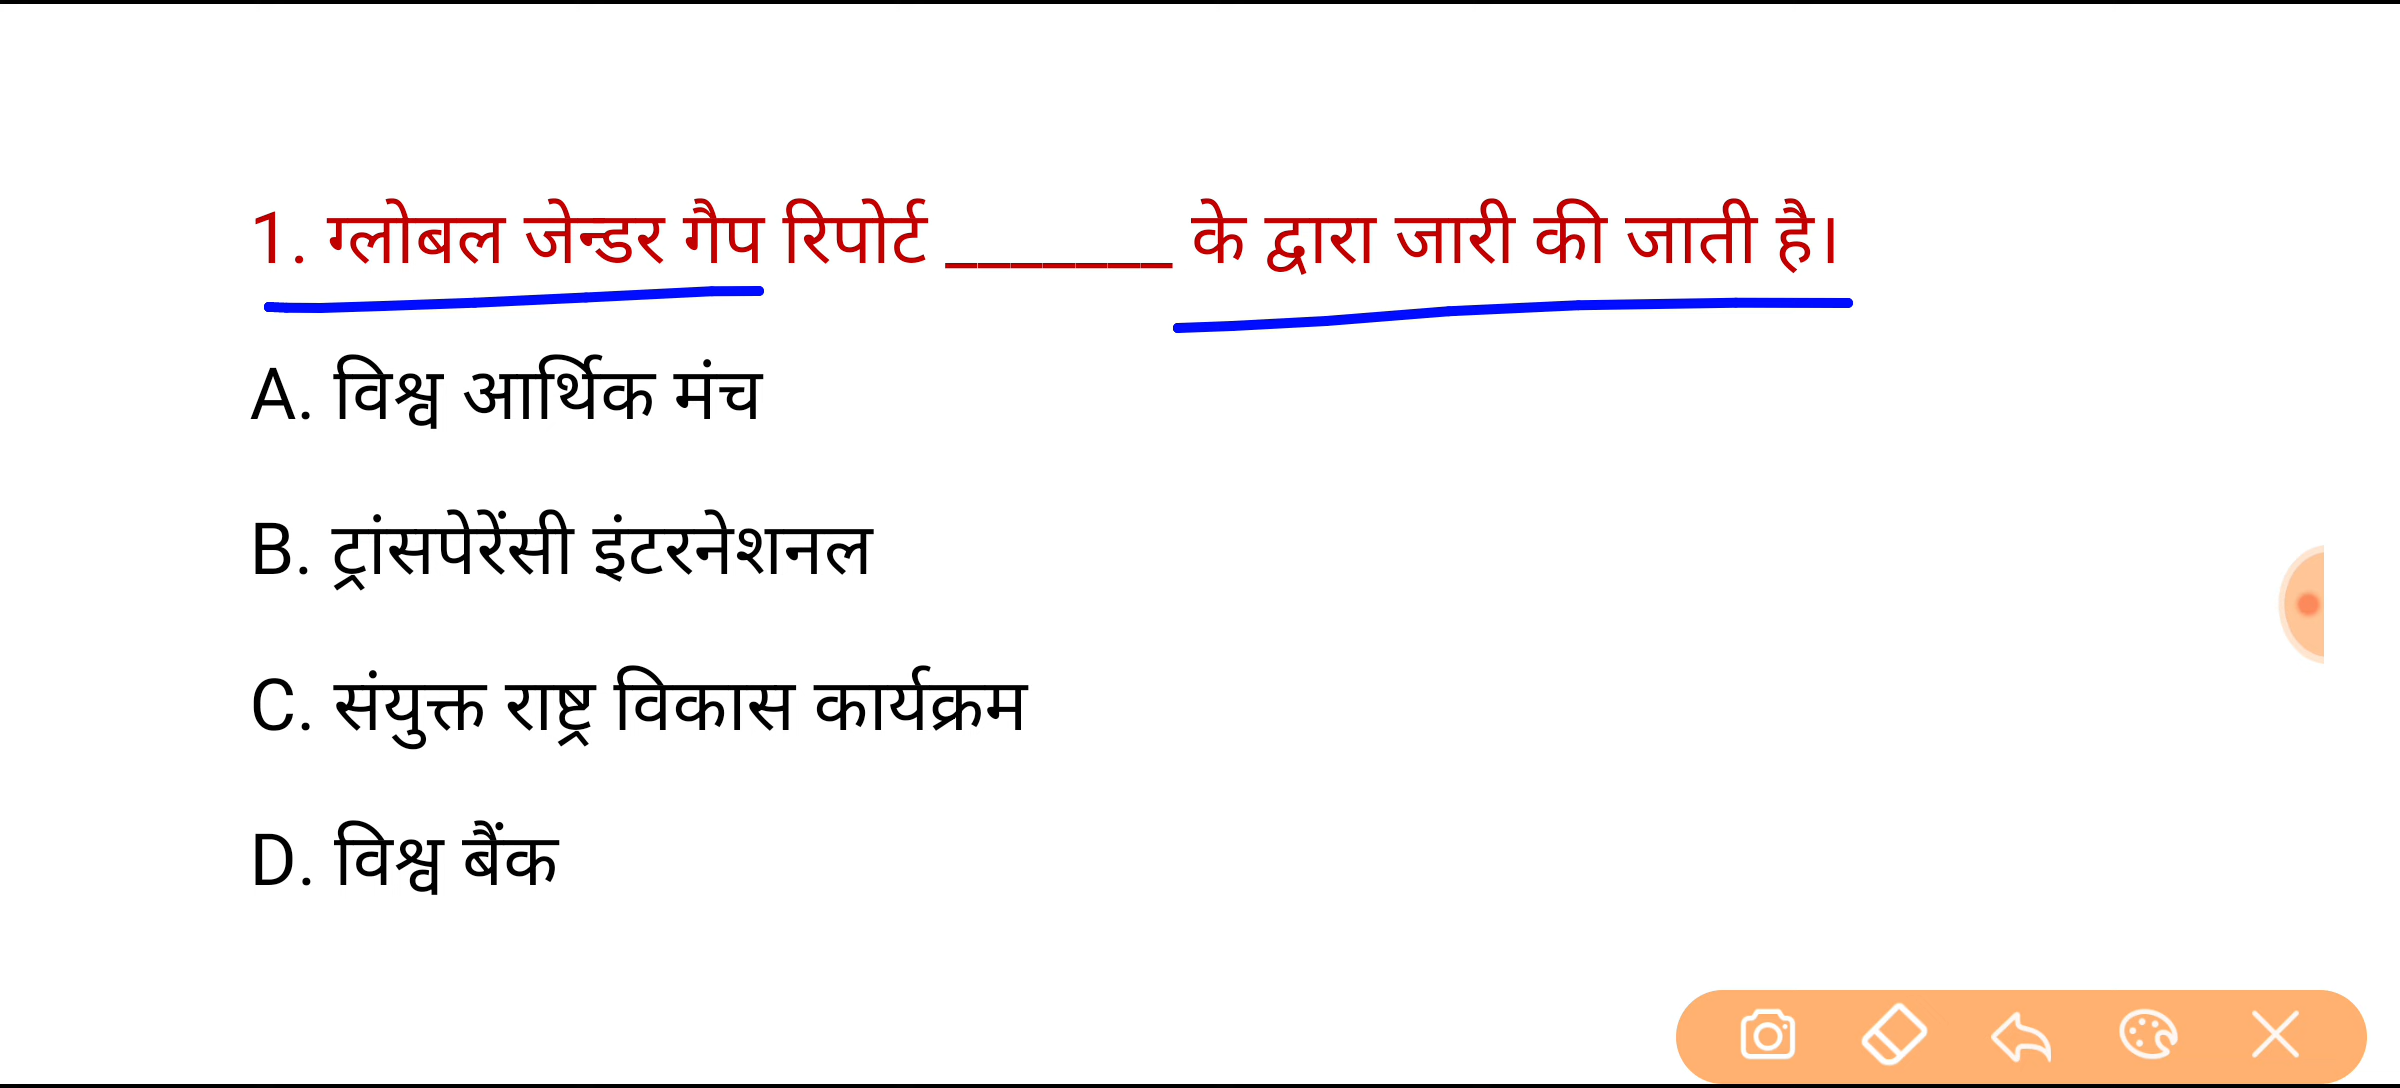 1. ग्लोबल जेन्डर गैप रिपोर्ट _______ के द्वारा जारी की जाती है।
A. विश्व आर्थिक मंच
B. ट्रांसपेरेंसी इंटरनेशनल
C. संयुक्त राष्ट्र विकास कार्यक्रम
D. विश्व बैंक